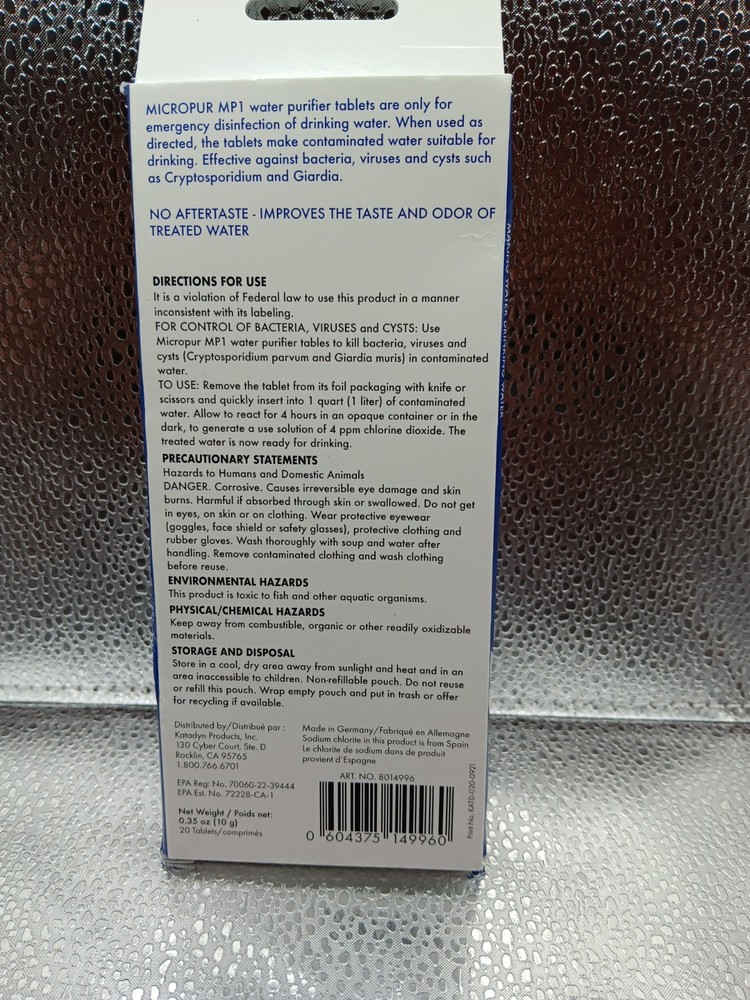 MICROPUR MP1 water purifier tablets are only for
emergency disinfection of drinking water. When used as
directed, the tablets make contaminated water suitable for
drinking. Effective against bacteria, viruses and cysts such
as Cryptosporidium and Giardia.
NO AFTERTASTE - IMPROVES THE TASTE AND ODOR OF
TREATED WATER
DIRECTIONS FOR USE
It is a violation of Federal law to use this product in a manner
inconsistent with its labeling.
FOR CONTROL OF BACTERIA, VIRUSES and CYSTS: Use
Micropur MP1 water purifier tables to kill bacteria, viruses and
cysts (Cryptosporidium parvum and Giardia muris) in contaminated
water.
TO USE: Remove the tablet from its foil packaging with knife or
scissors and quickly insert into 1 quart (1 liter) of contaminated
water. Allow to react for 4 hours in an opaque container or in the
dark, to generate a use solution of 4 ppm chlorine dioxide. The
treated water is now ready for drinking.
PRECAUTIONARY STATEMENTS
Hazards to Humans and Domestic Animals
DANGER. Corrosive. Causes irreversible eye damage and skin
burns. Harmful if absorbed through skin or swallowed. Do not get
in eyes, on skin or on clothing. Wear protective eyewear
(goggles, face shield or safety glasses), protective clothing and
rubber gloves. Wash thoroughly with soup and water after
handling. Remove contaminated clothing and wash clothing
before reuse.
ENVIRONMENTAL HAZARDS
This product is toxic to fish and other aquatic organisms.
PHYSICAL/CHEMICAL HAZARDS
Keep away from combustible, organic or other readily oxidizable
materials.
STORAGE AND DISPOSAL
Store in a cool, dry area away from sunlight and heat and in an
area inaccessible to children. Non-refillable pouch. Do not reuse
or refill this pouch. Wrap empty pouch and put in trash or offer
for recycling if available.
Distributed by/Distribué par :
Katadyn Products, Inc.
130 Cyber Court, Ste. D
Rocklin, CA 95765
1.800.766.6701
EPA Reg: No. 70060-22-39444
EPA Est. No. 72228-CA-1
Net Weight / Poids net:
0.35 oz (10 g)
20 Tablets/comprimés
Made in Germany/Fabriqué en Allemagne
Sodium chlorite in this product is from Spain
Le chlorite de sodium dans de produit
provient d'Espagne
ART. NO. 8014996
0 604375 149960
Print No. KATD-020-0921